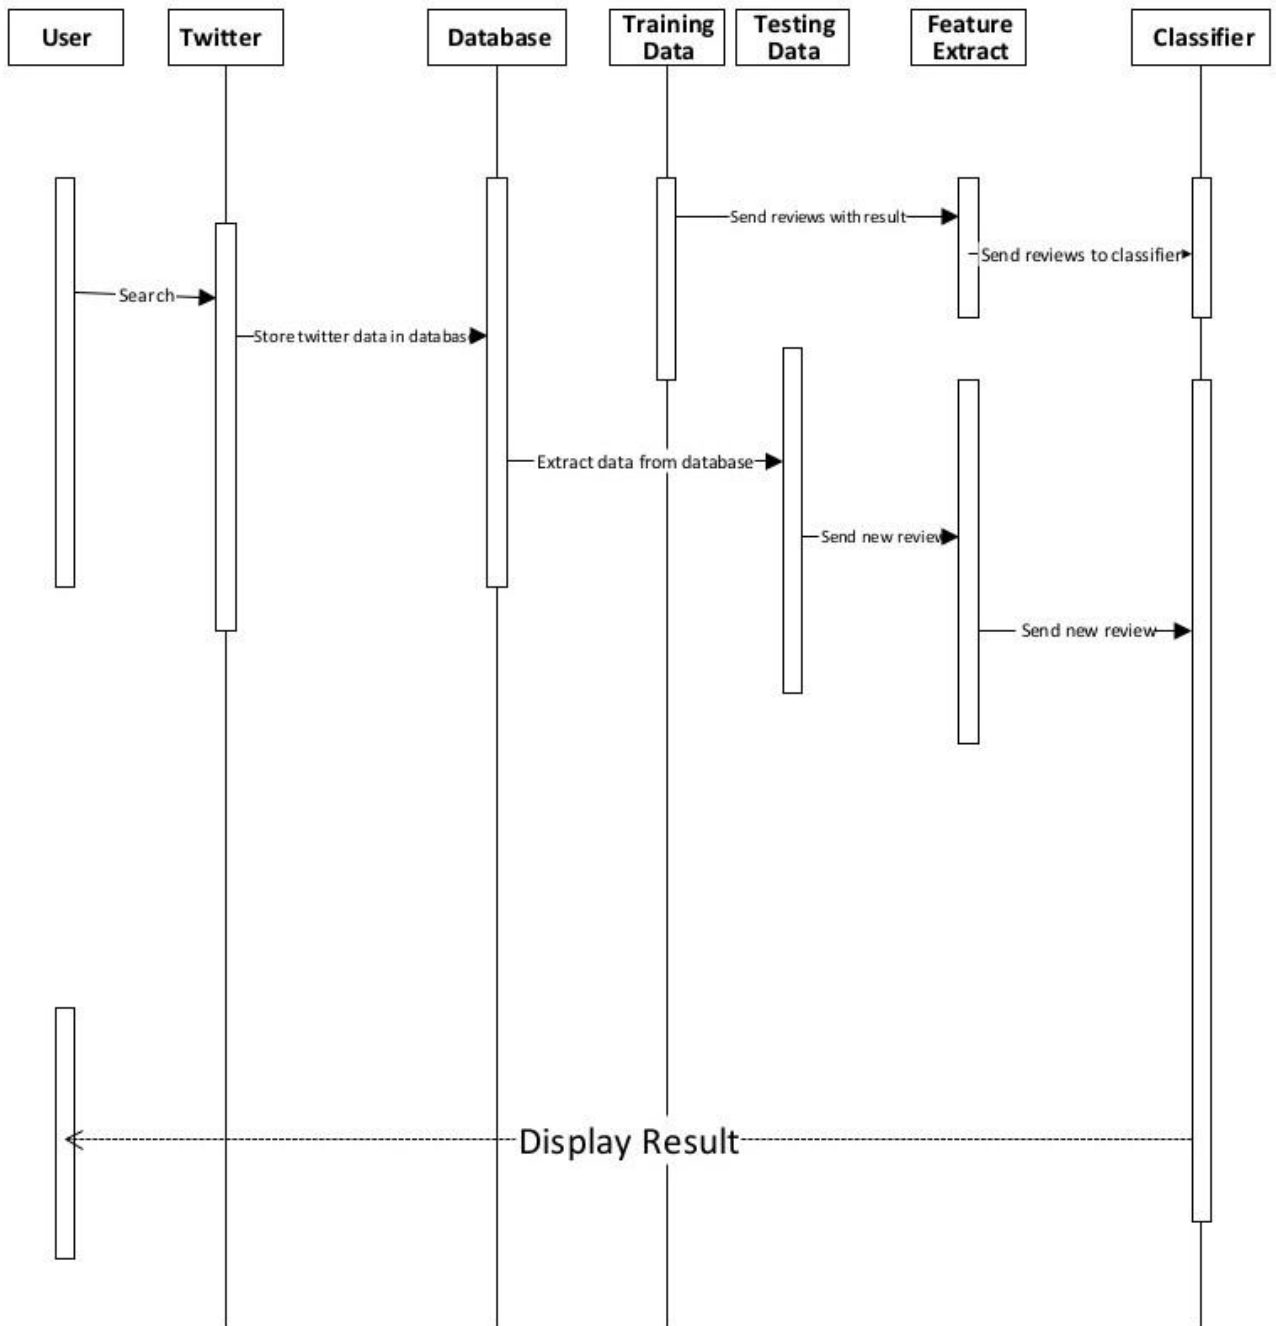 User
Twitter
Database
Training
Data
Testing
Data
Feature
Extract
Classifier
Send reviews with result
Send reviews to classifier
Search
Store twitter data in databas
Extract data from database
Send new review
Send new review
Display Result